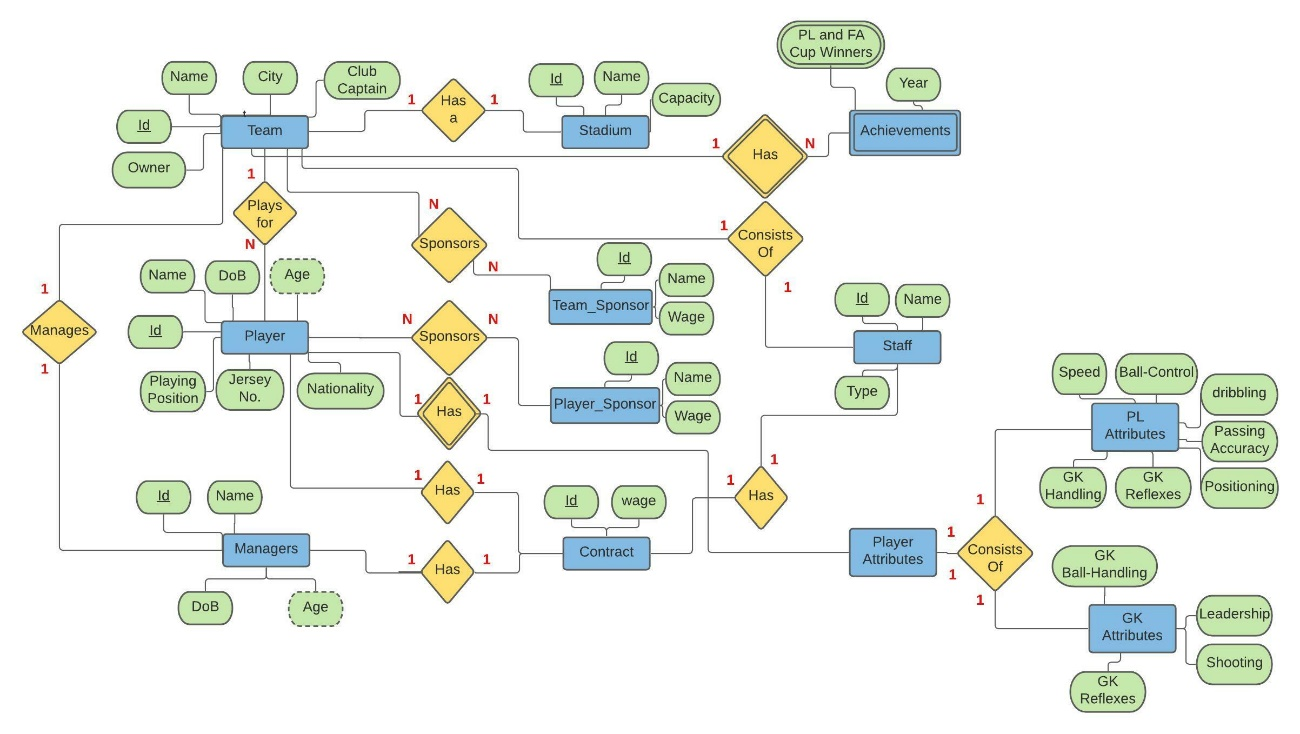 PL and FA
Cup Winners
Name
City
Club
Captain
Id
Name
Year
Has
a
1
1
Capacity
Id
Team
Stadium
Achievements
Owner
1
Has
N
1
Plays
for
N
N
Sponsors
N
1
Consists
Of
1
Id
Name
Team_Sponsor
Wage
Name
DoB
Age
1
Manages
1
Id
Player
N
Sponsors
N
Id
Name
Staff
Type
Playing
Position
Jersey
No.
Nationality
Id
Name
Player_Sponsor
Wage
1
Has
1
Speed
Ball-Control
dribbling
PL
Attributes
Passing
Accuracy
GK
Handling
GK
Reflexes
Positioning
1
Has
1
1
Has
1
Id
Name
Managers
DoB
Age
1
Has
1
Id
wage
Contract
Player
Attributes
1
1
1
Consists
Of
1
GK
Ball-Handling
GK
Attributes
Leadership
Shooting
GK
Reflexes